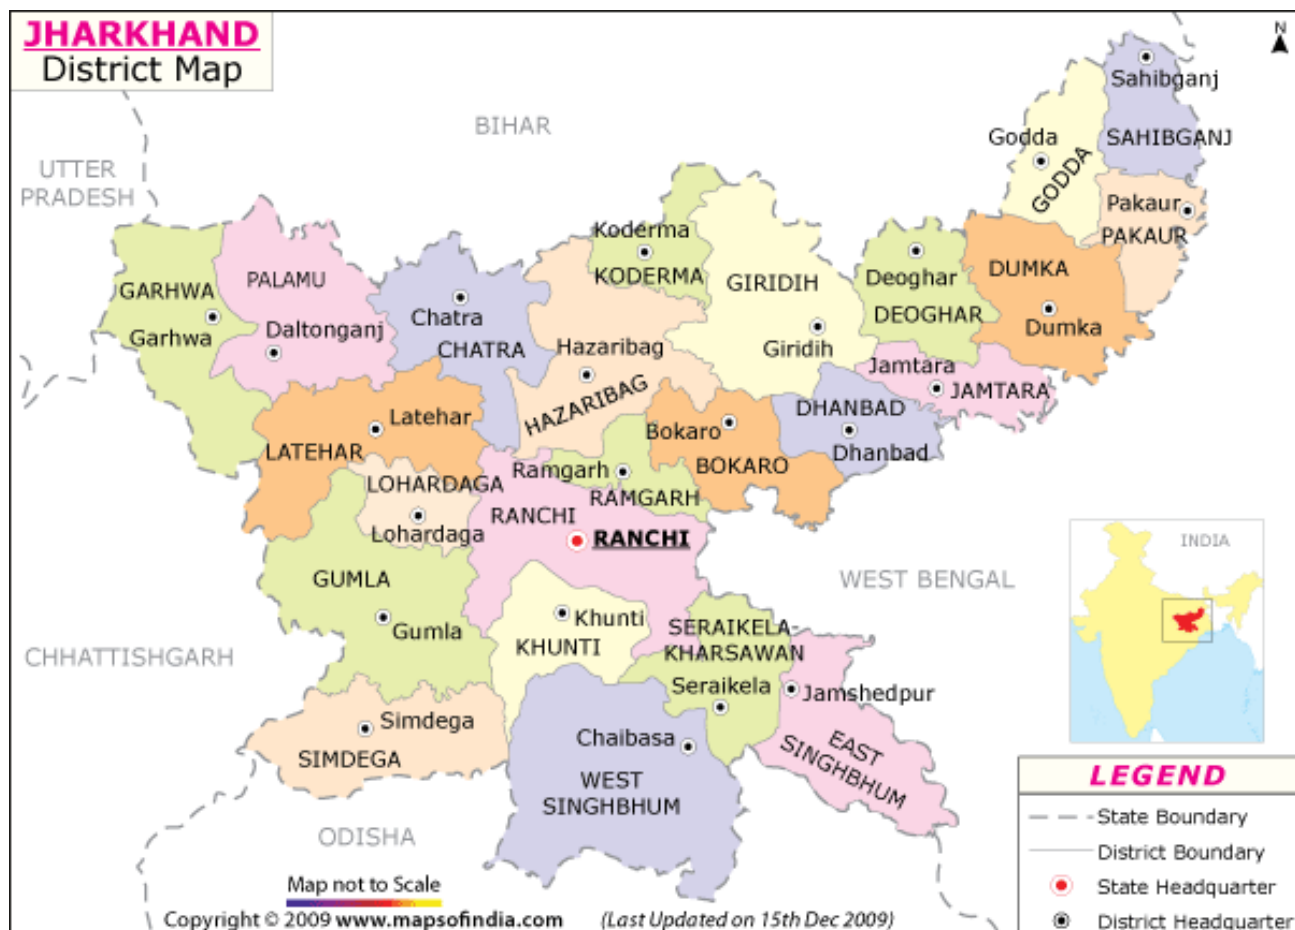 JHARKHAND
District Map
N
Sahibganj
BIHAR
Godda
SAHIBGANJ
UTTER
PRADESH
GODDA
Pakaur
PAKAUR
Koderma
KODERMA
GARHWA
PALAMU
GIRIDIH
Deoghar
DUMKA
Garhwa
Daltonganj
Chatra
CHATRA
Hazaribag
Giridih
DEOGHAR
Dumka
HAZARIBAG
Jamtara
JAMTARA
Latehar
LATEHAR
Bokaro
BOKARO
DHANBAD
Dhanbad
LOHARDAGA
Lohardaga
Ramgarh
RAMGARH
RANCHI
RANCHI
INDIA
GUMLA
Gumla
WEST BENGAL
Khunti
KHUNTI
SERAIKELA-
KHARSAWAN
Seraikela
Jamshedpur
CHHATTISHGARH
Simdega
SIMDEGA
Chaibasa
WEST
SINGHBHUM
EAST
SINGHBHUM
ODISHA
LEGEND
State Boundary
District Boundary
State Headquarter
District Headquarter
Map not to Scale
Copyright © 2009 www.mapsofindia.com (Last Updated on 15th Dec 2009)